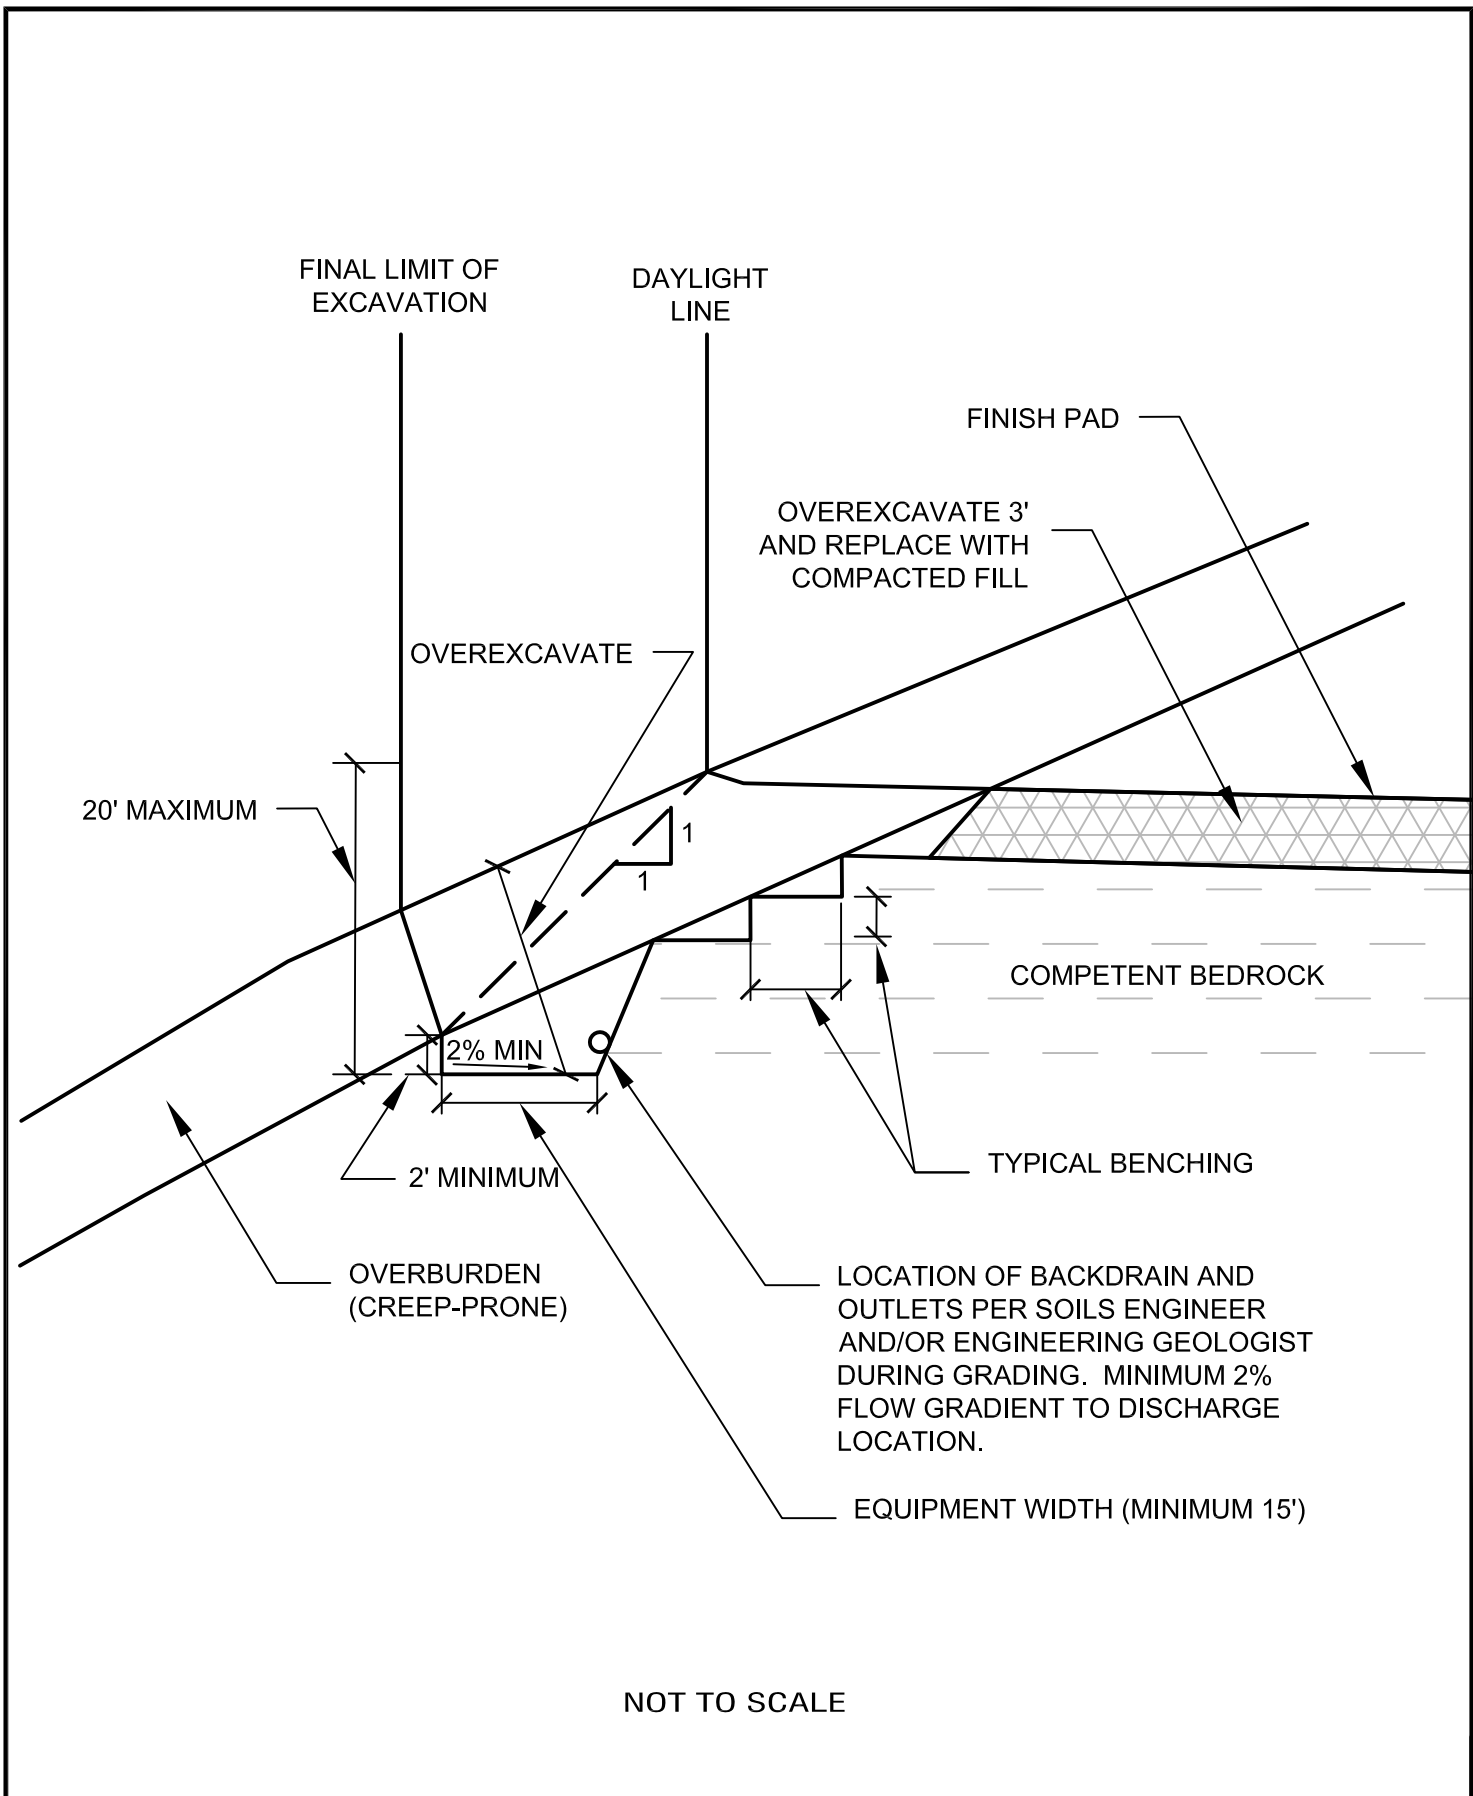 FINAL LIMIT OF
EXCAVATION
DAYLIGHT
LINE
FINISH PAD
OVEREXCAVATE 3'
AND REPLACE WITH
COMPACTED FILL
OVEREXCAVATE
20' MAXIMUM
1
1
COMPETENT BEDROCK
2% MIN
TYPICAL BENCHING
2' MINIMUM
OVERBURDEN
(CREEP-PRONE)
LOCATION OF BACKDRAIN AND
OUTLETS PER SOILS ENGINEER
AND/OR ENGINEERING GEOLOGIST
DURING GRADING.  MINIMUM 2%
FLOW GRADIENT TO DISCHARGE
LOCATION.
EQUIPMENT WIDTH (MINIMUM 15')
NOT TO SCALE